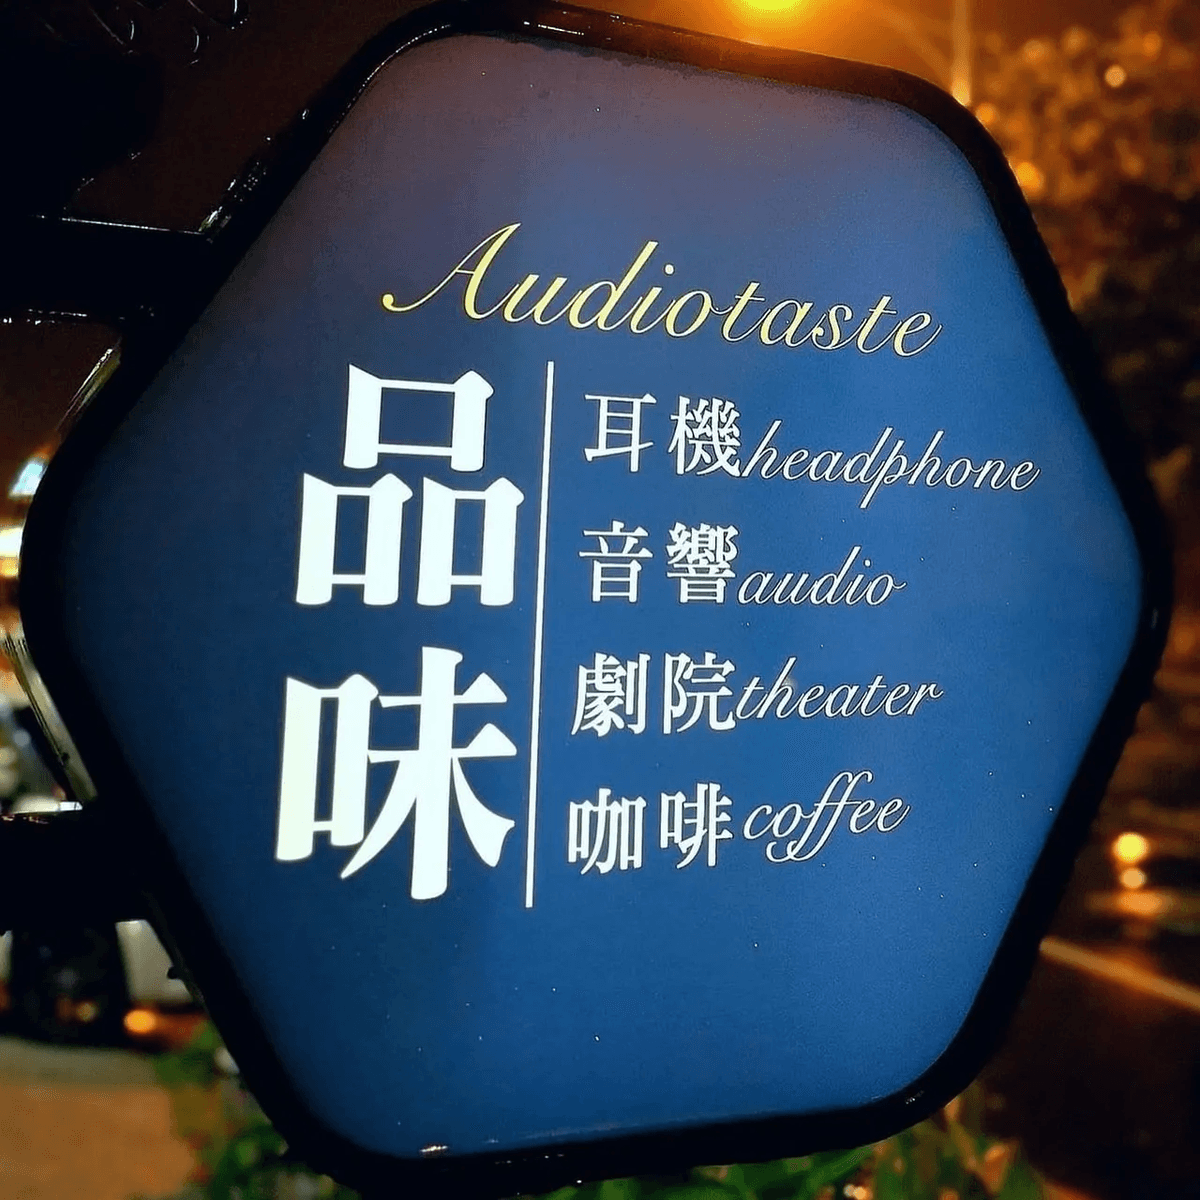 Audiotaste
品味
耳機headphone
音響audio
劇院theater
咖啡coffee